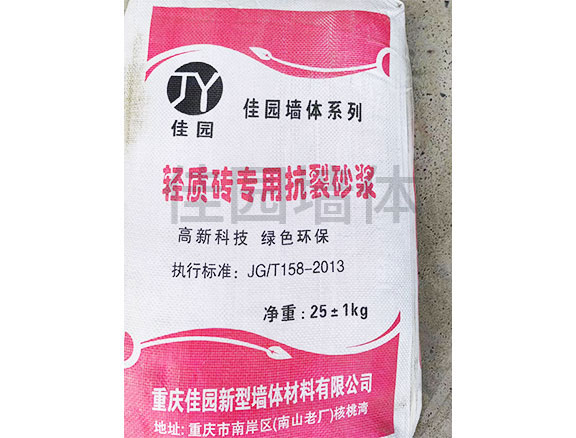 JY
佳园
佳园墙体系列
轻质砖专用抗裂砂浆
佳园墙体
高新科技 绿色环保
执行标准：JG/T158-2013
净重：25±1kg
重庆佳园新型墙体材料有限公司
地址：重庆市南岸区(南山老厂)核桃湾